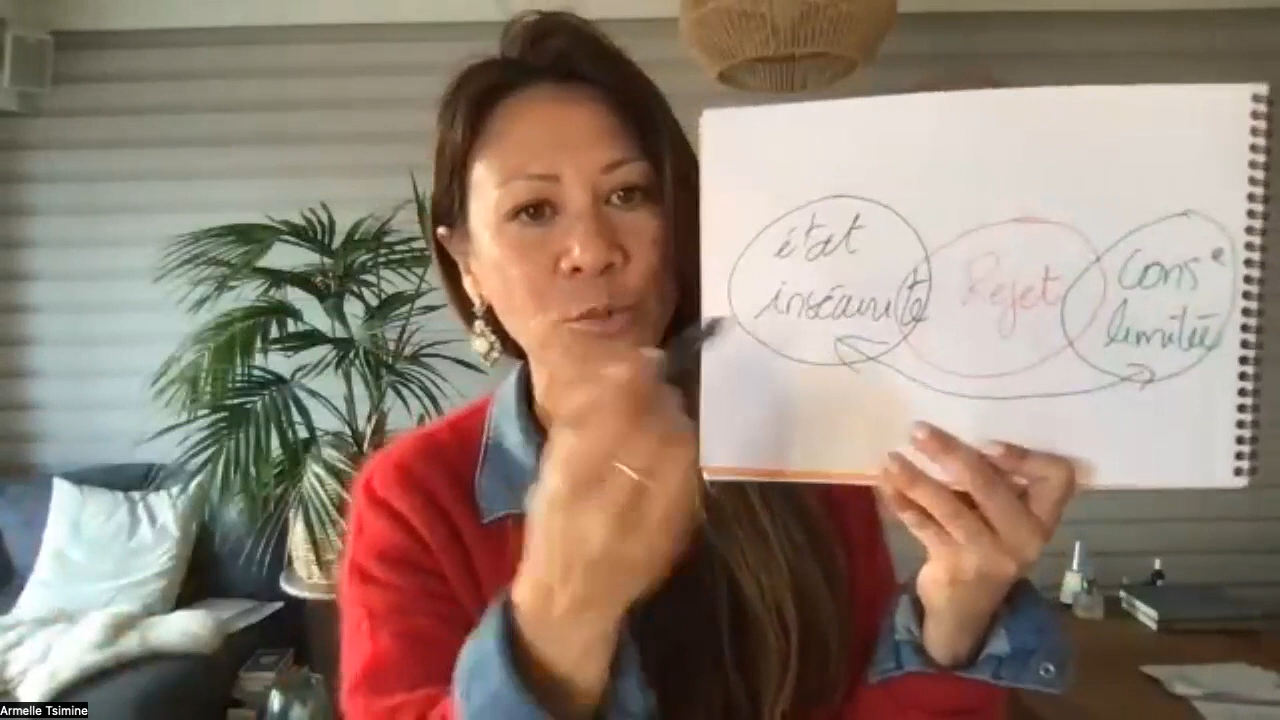 état
insécurité
Rejet
cons^e
limitée
Armelle Tsimine